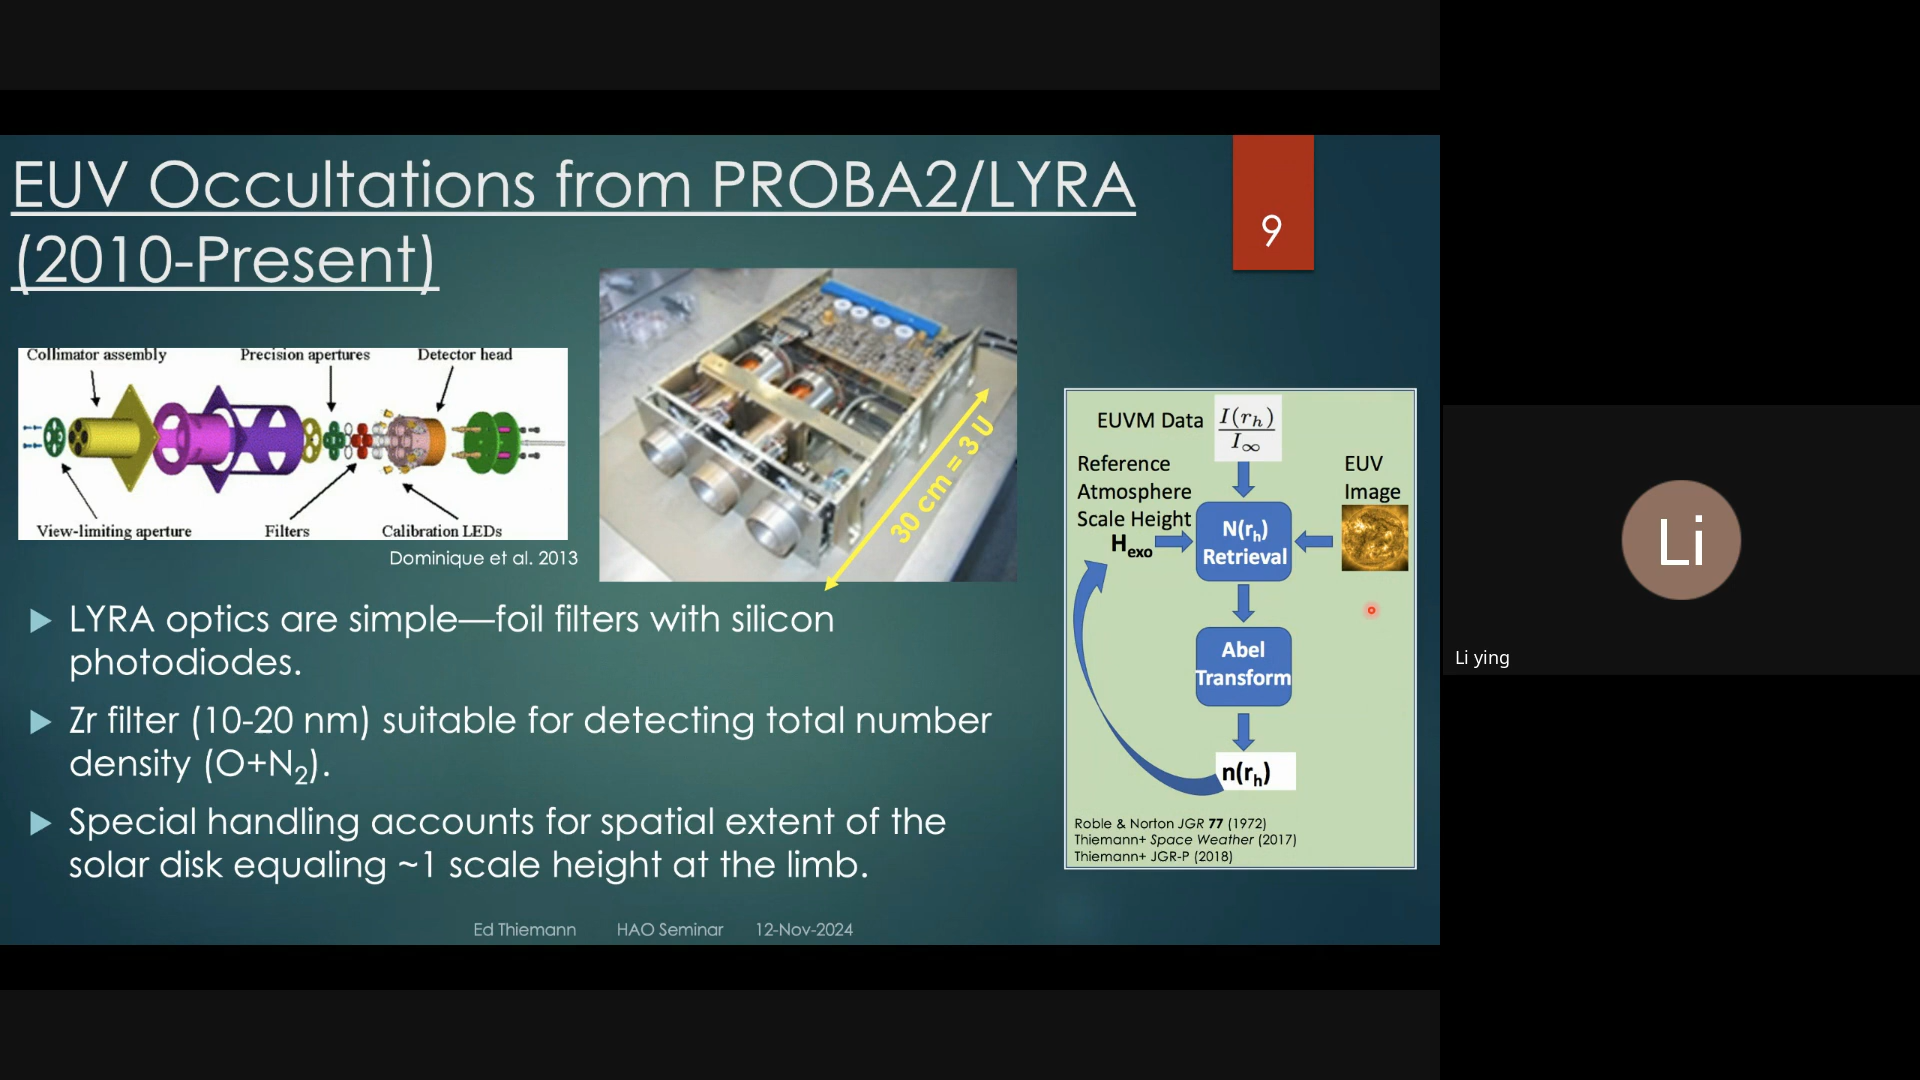 EUV Occultations from PROBA2/LYRA
(2010-Present)
9
Collimator assembly
Precision apertures
Detector head
View-limiting aperture
Filters
Calibration LEDs
Dominique et al. 2013
30 cm = 3 U
LYRA optics are simple—foil filters with silicon
photodiodes.
Zr filter (10-20 nm) suitable for detecting total number
density (O+N₂).
Special handling accounts for spatial extent of the
solar disk equaling ~1 scale height at the limb.
EUVM Data
I(rₕ)
I∞
Reference
Atmosphere
Scale Height
Hexo
N(rₕ)
Retrieval
EUV
Image
Abel
Transform
n(rₕ)
Roble & Norton JGR 77 (1972)
Thiemann+ Space Weather (2017)
Thiemann+ JGR-P (2018)
Ed Thiemann HAO Seminar 12-Nov-2024
Li
Li ying